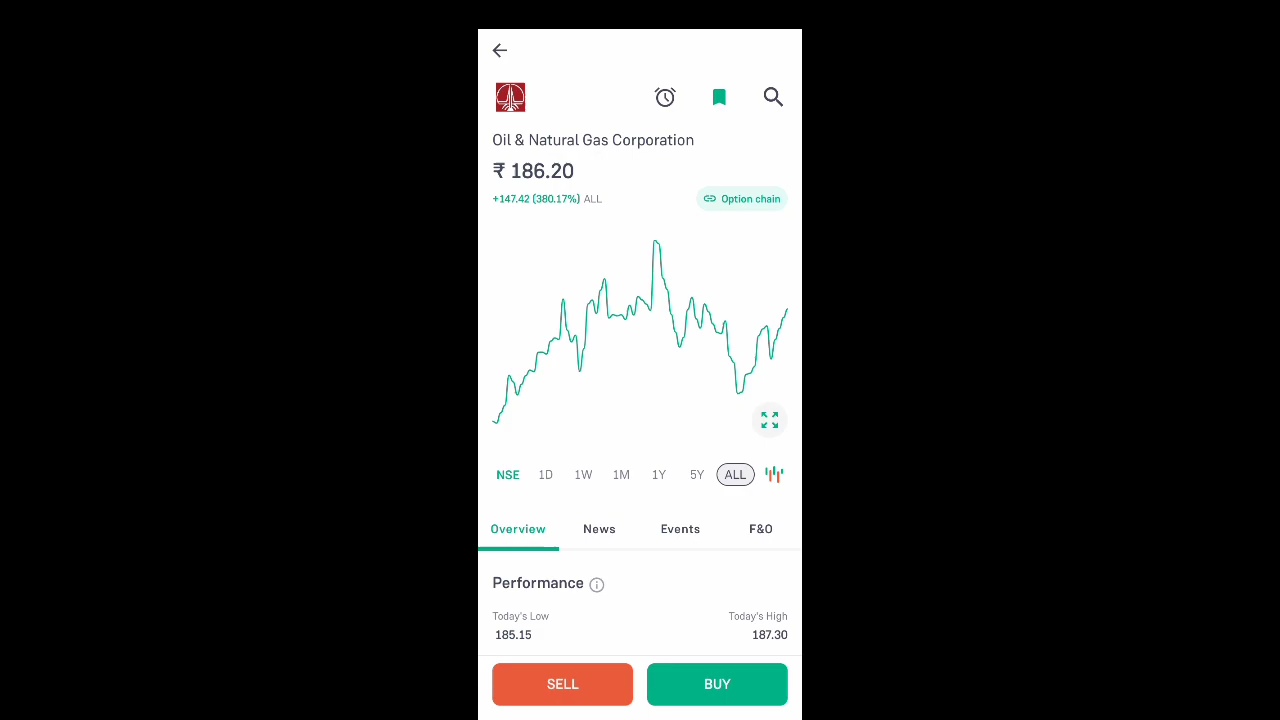 Oil & Natural Gas Corporation
₹ 186.20
+147.42 (380.17%) ALL
Option chain
NSE 1D 1W 1M 1Y 5Y ALL
Overview News Events F&O
Performance
Today's Low Today's High
185.15 187.30
SELL BUY